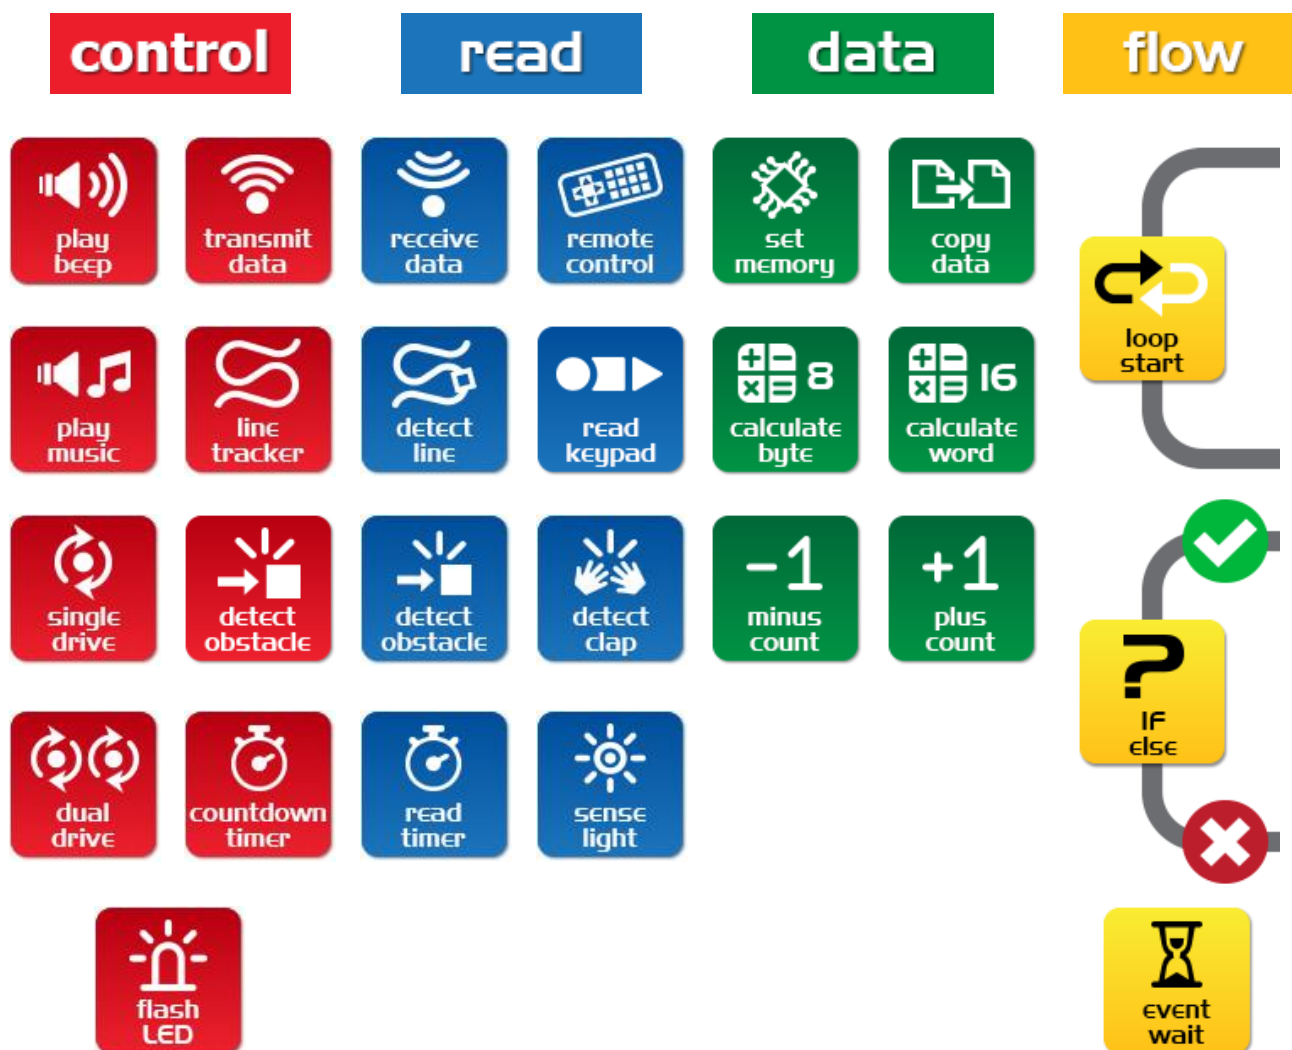 control
read
data
flow
play
beep
transmit
data
receive
data
remote
control
set
memory
copy
data
loop
start
play
music
line
tracker
detect
line
read
keypad
8
calculate
byte
16
calculate
word
single
drive
detect
obstacle
detect
obstacle
detect
clap
-1
minus
count
+1
plus
count
?
IF
else
dual
drive
countdown
timer
read
timer
sense
light
flash
LED
event
wait